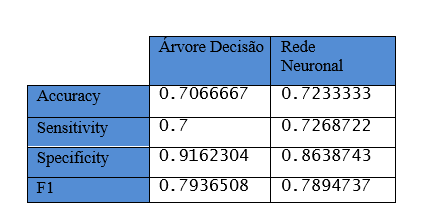 Árvore Decisão Rede
Neuronal
Accuracy 0.7066667 0.7233333
Sensitivity 0.7 0.7268722
Specificity 0.9162304 0.8638743
F1 0.7936508 0.7894737